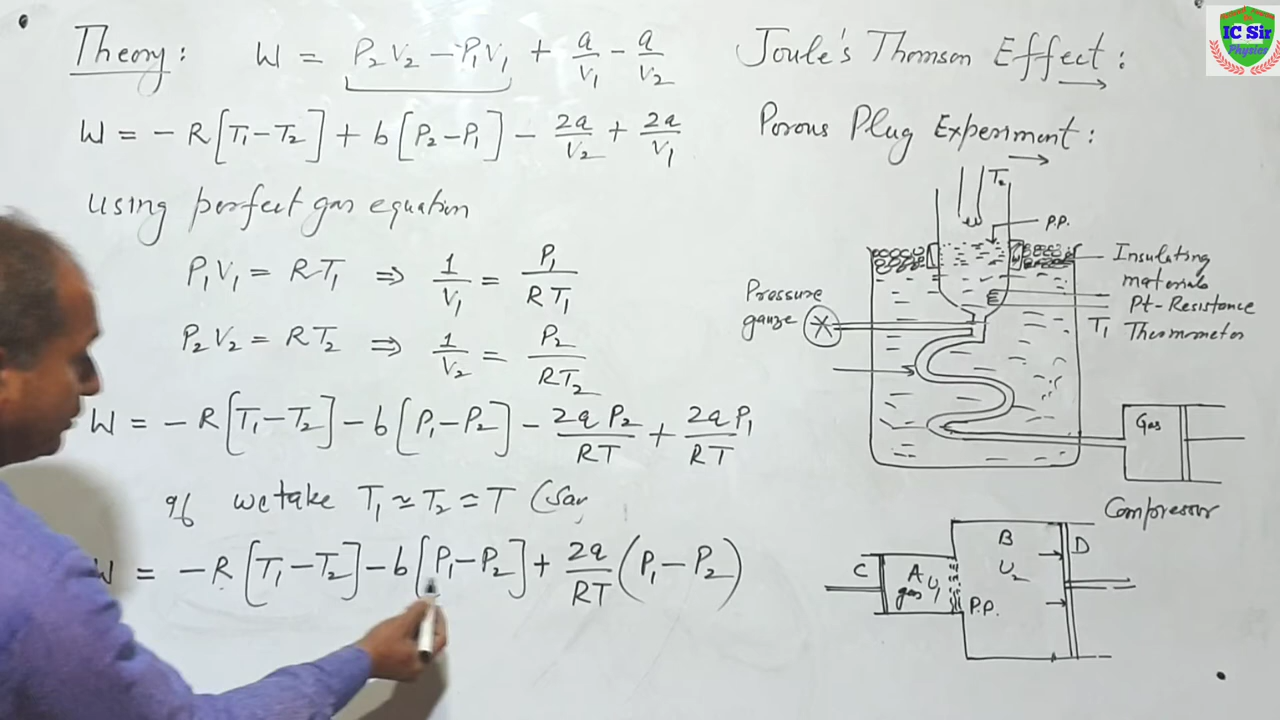 Theory: W = P₂V₂ - P₁V₁ + a/V₁ - a/V₂
W = - R[T₁-T₂] + b[P₂-P₁] - 2a/V₂ + 2a/V₁
using perfect gas equation
P₁V₁ = RT₁ ⇒ 1/V₁ = P₁/RT₁
P₂V₂ = RT₂ ⇒ 1/V₂ = P₂/RT₂
W = - R[T₁-T₂] - b[P₁-P₂] - 2aP₂/RT + 2aP₁/RT
If we take T₁ ≃ T₂ = T (say
W = - R[T₁-T₂] - b[P₁-P₂] + 2a/RT (P₁-P₂)
Joule's Thomson Effect:
Porous Plug Experiment:
T₂
P.P.
Insulating
materials
Pt-Resistance
T₁ Thermometer
Pressure
gauze
Gas
Compressor
C
A
gas U₁
P.P.
B
U₂
D
IC Sir
Physics